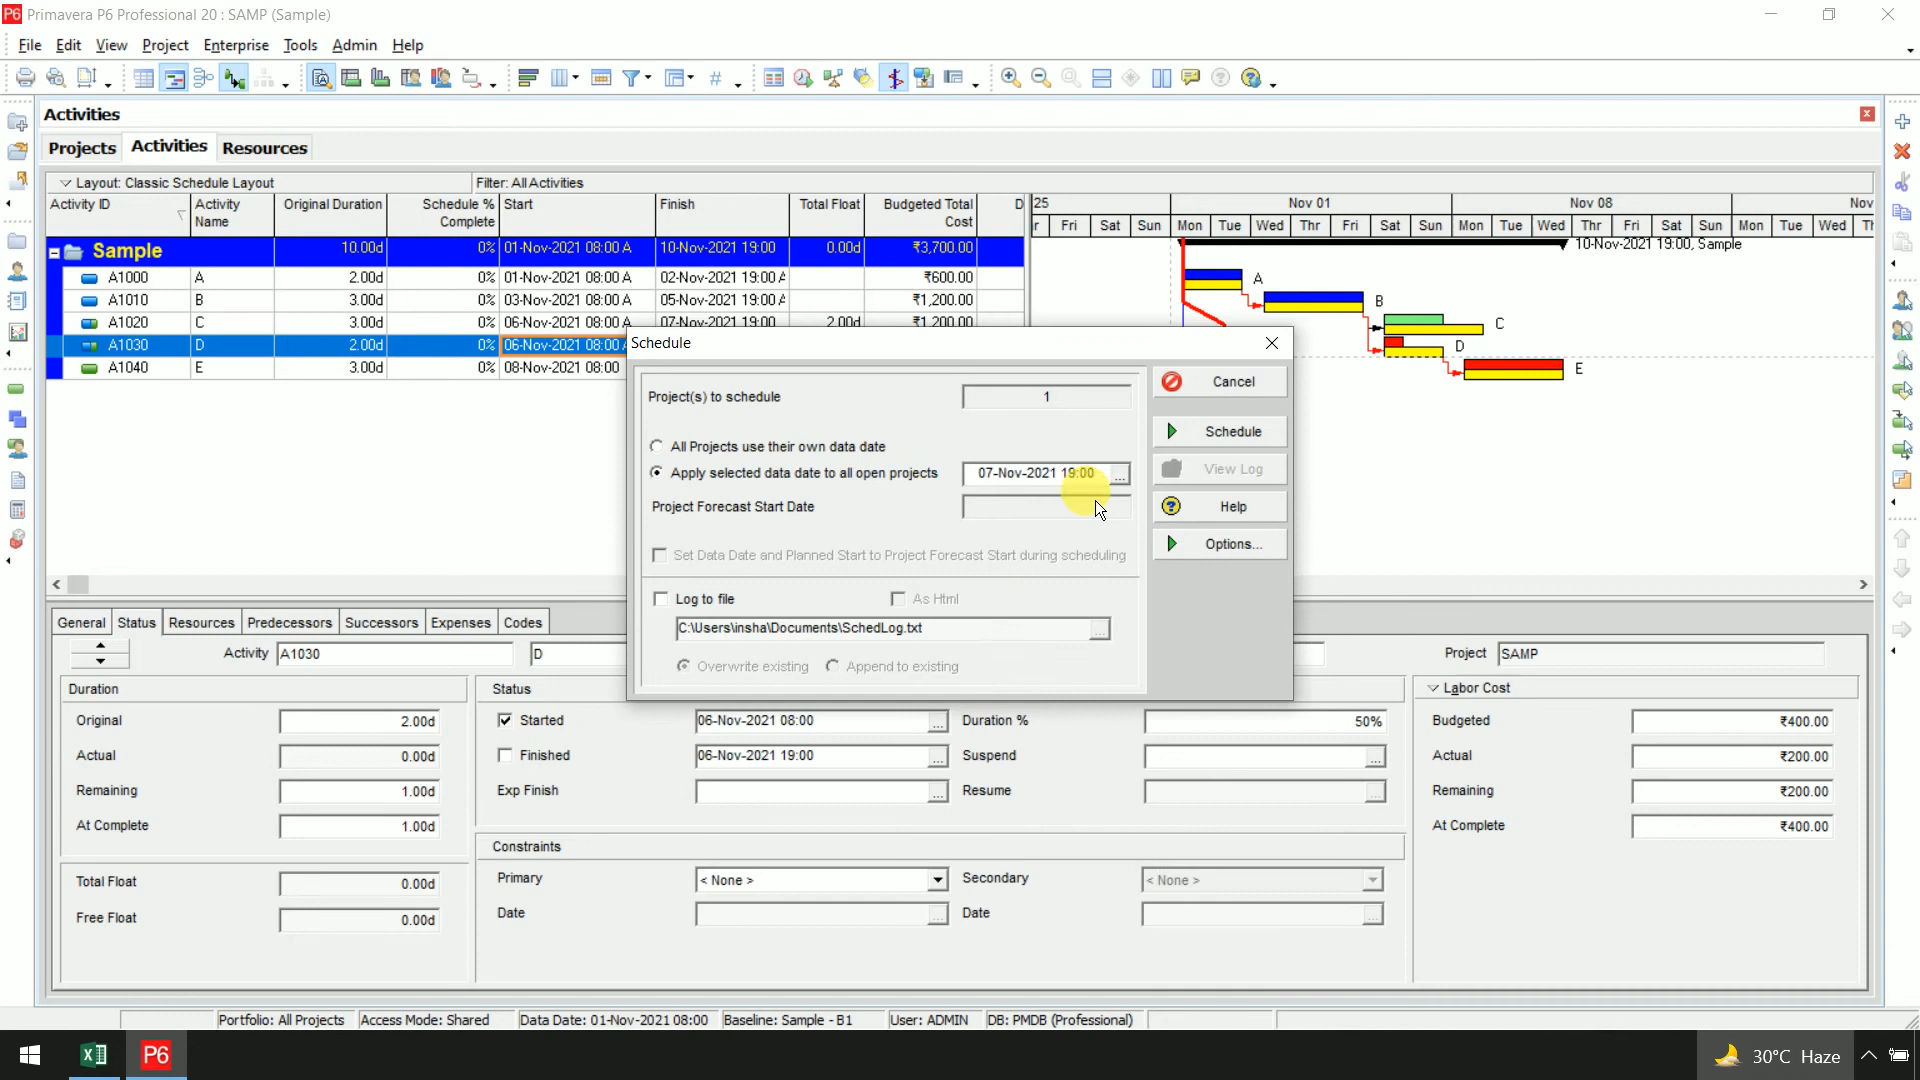 Primavera P6 Professional 20 : SAMP (Sample)
File Edit View Project Enterprise Tools Admin Help
Activities
Projects Activities Resources
Layout: Classic Schedule Layout Filter: All Activities
Activity ID Activity Name Original Duration Schedule % Complete Start Finish Total Float Budgeted Total Cost D
25 Nov 01 Nov 08 Nov
r Fri Sat Sun Mon Tue Wed Thr Fri Sat Sun Mon Tue Wed Thr Fri Sat Sun Mon Tue Wed Th
Sample 10.00d 0% 01-Nov-2021 08:00 A 10-Nov-2021 19:00 0.00d ₹3,700.00
10-Nov-2021 19:00, Sample
A1000 A 2.00d 0% 01-Nov-2021 08:00 A 02-Nov-2021 19:00 A ₹600.00 A
A1010 B 3.00d 0% 03-Nov-2021 08:00 A 05-Nov-2021 19:00 A ₹1,200.00 B
A1020 C 3.00d 0% 06-Nov-2021 08:00 A 07-Nov-2021 19:00 2.00d ₹1,200.00 C
A1030 D 2.00d 0% 06-Nov-2021 08:00 A D
A1040 E 3.00d 0% 08-Nov-2021 08:00 E
Schedule
Project(s) to schedule 1 Cancel
All Projects use their own data date Schedule
Apply selected data date to all open projects 07-Nov-2021 19:00 ... View Log
Project Forecast Start Date Help
Set Data Date and Planned Start to Project Forecast Start during scheduling Options...
Log to file As Html
C:\Users\insha\Documents\SchedLog.txt ...
Overwrite existing Append to existing
General Status Resources Predecessors Successors Expenses Codes
Activity A1030 D Project SAMP
Duration Status Labor Cost
Original 2.00d Started 06-Nov-2021 08:00 ... Duration % 50% Budgeted ₹400.00
Actual 0.00d Finished 06-Nov-2021 19:00 ... Suspend ... Actual ₹200.00
Remaining 1.00d Exp Finish ... Resume ... Remaining ₹200.00
At Complete 1.00d At Complete ₹400.00
Constraints
Total Float 0.00d Primary < None > Secondary < None >
Free Float 0.00d Date ... Date ...
Portfolio: All Projects Access Mode: Shared Data Date: 01-Nov-2021 08:00 Baseline: Sample - B1 User: ADMIN DB: PMDB (Professional)
P6 30°C Haze